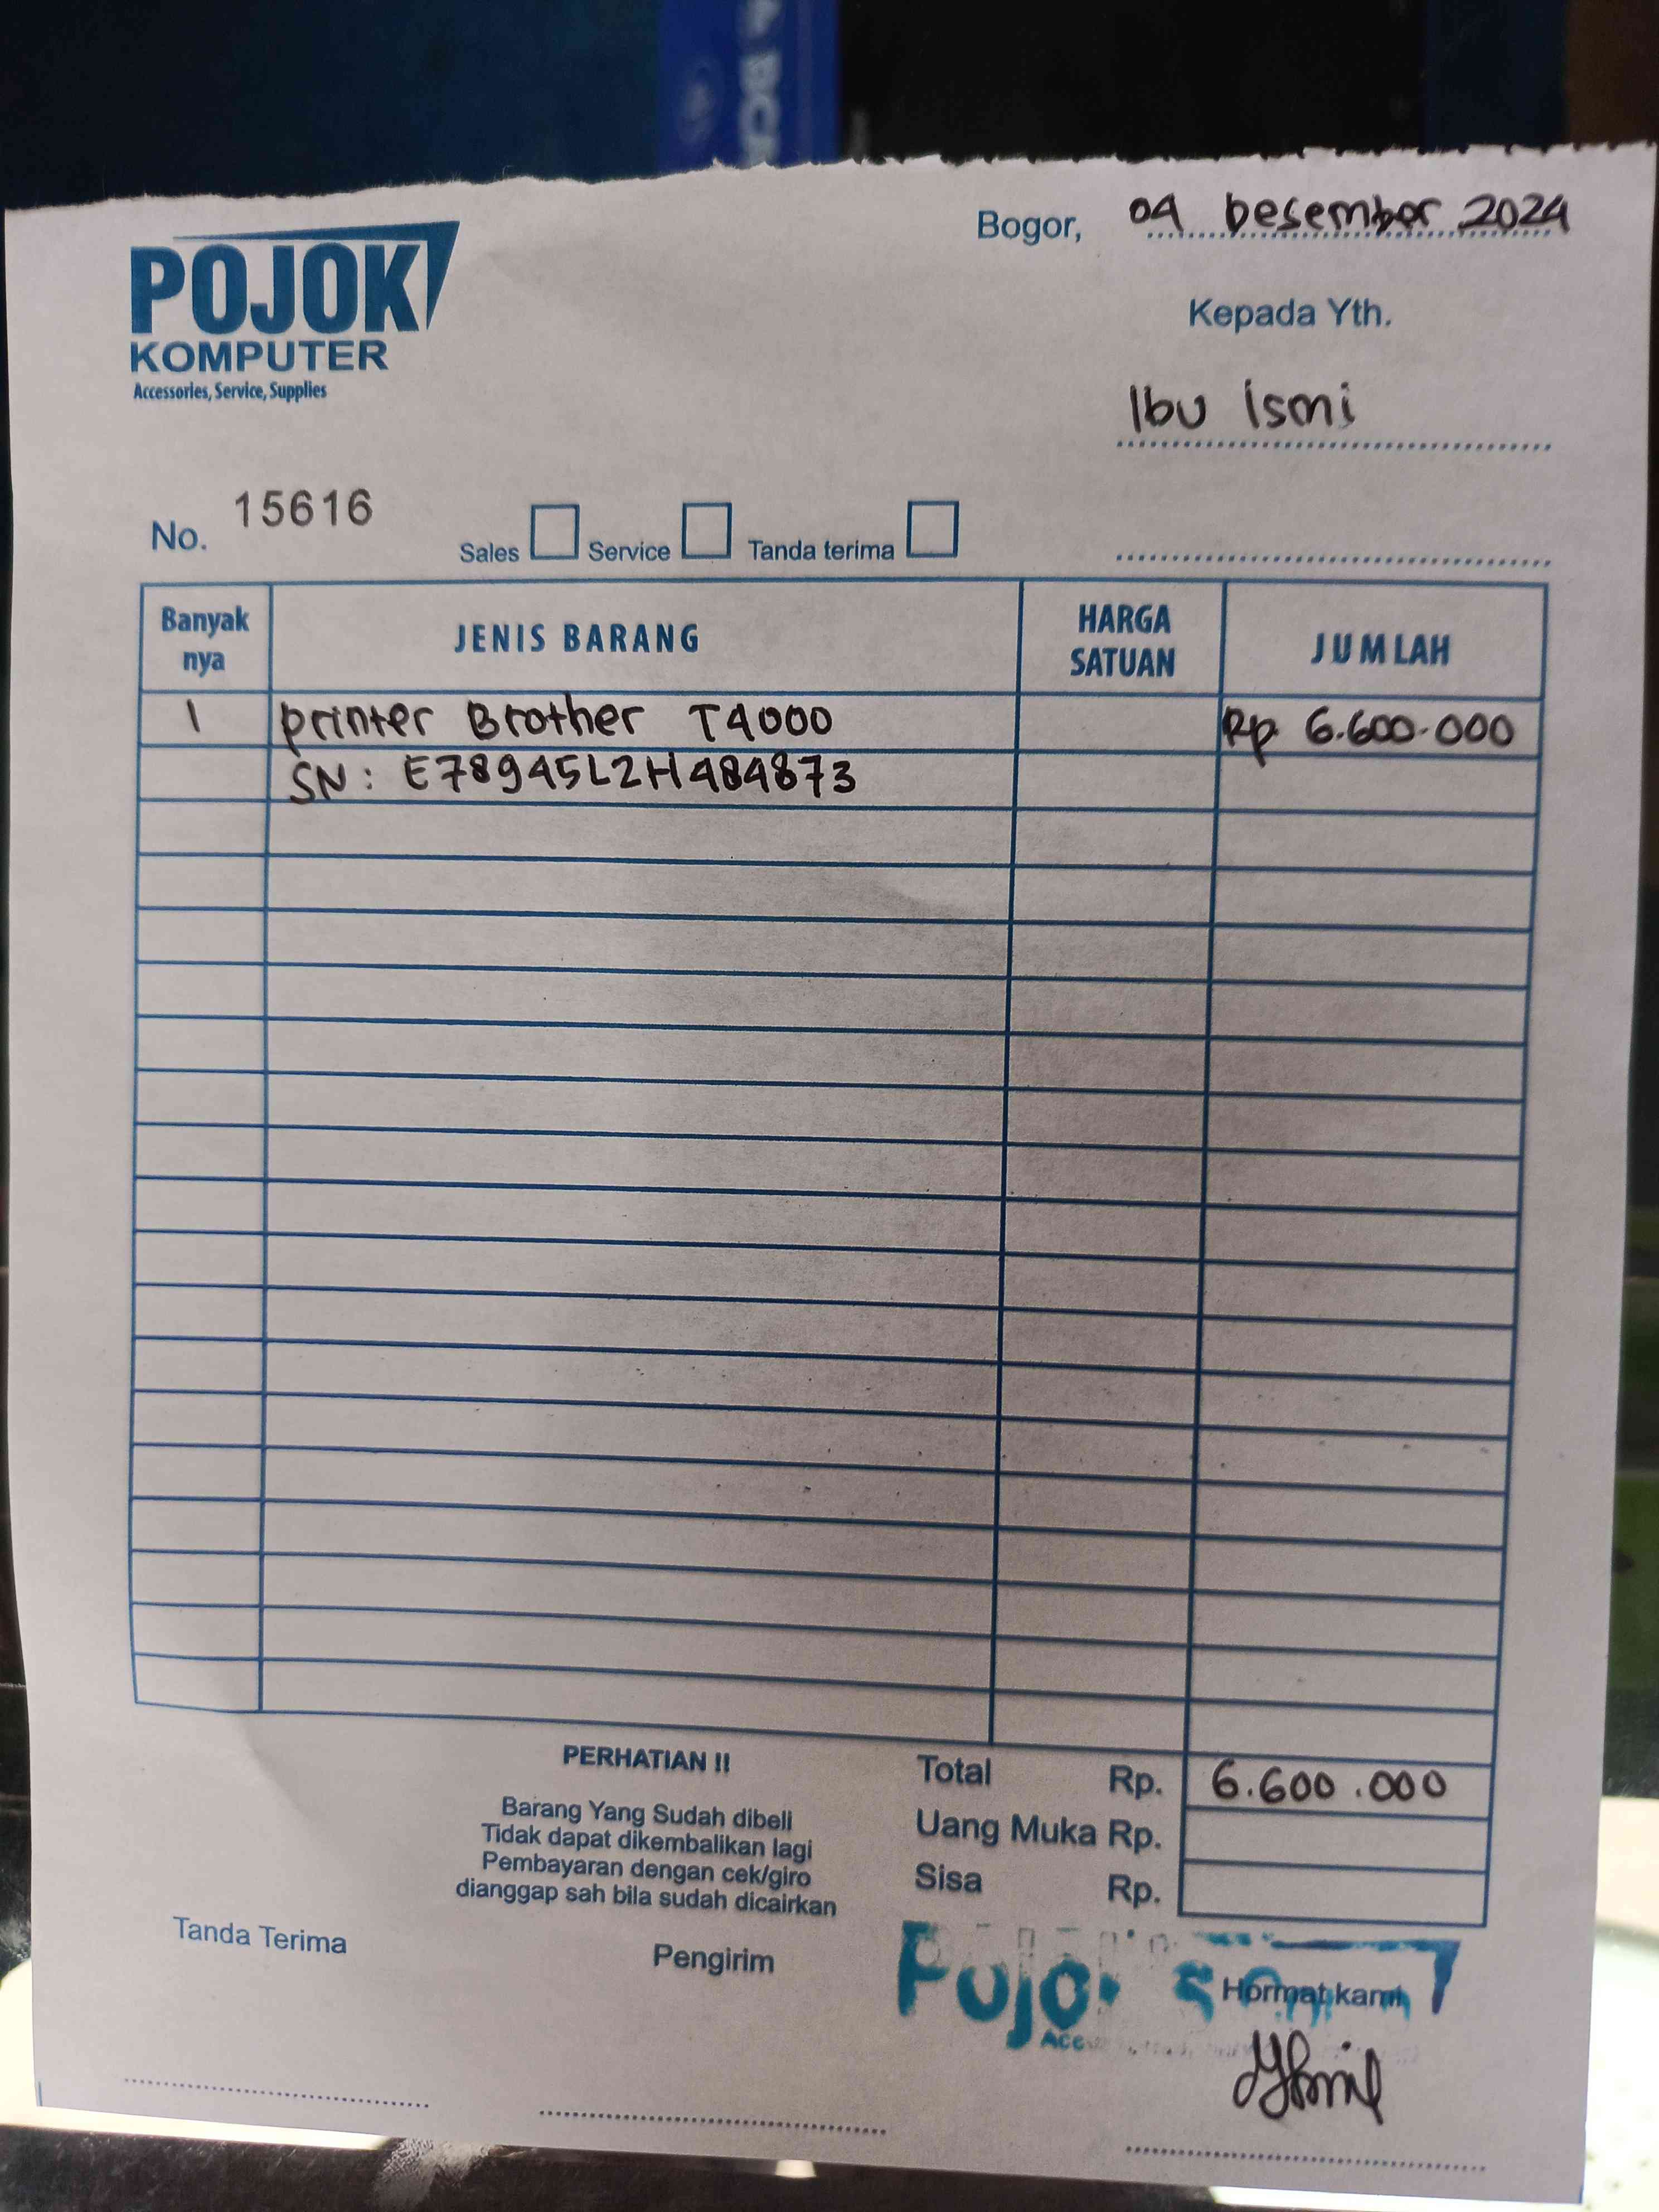 BCA
Bogor, 04 Desember 2024
POJOK
KOMPUTER
Accessories, Service, Supplies
Kepada Yth.
Ibu Ismi
No. 15616
Sales Service Tanda terima
Banyak nya JENIS BARANG HARGA SATUAN JUMLAH
1 printer Brother T4000 Rp. 6.600.000
SN: E78945L2H484873
PERHATIAN !!
Barang Yang Sudah dibeli
Tidak dapat dikembalikan lagi
Pembayaran dengan cek/giro
dianggap sah bila sudah dicairkan
Total Rp. 6.600.000
Uang Muka Rp.
Sisa Rp.
Tanda Terima
Pengirim
Hormat kami